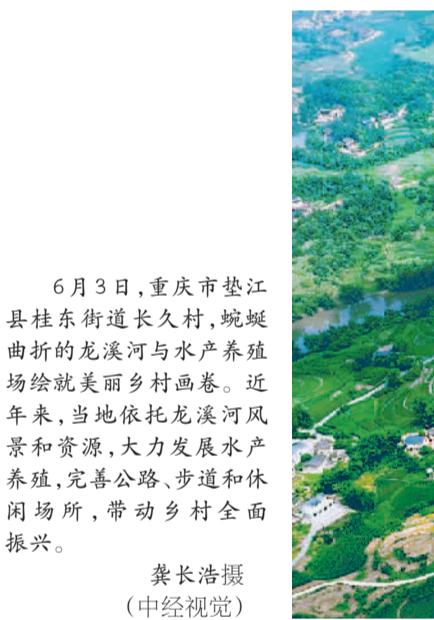 6月3日，重庆市垫江
县桂东街道长久村，蜿蜒
曲折的龙溪河与水产养殖
场绘就美丽乡村画卷。近
年来，当地依托龙溪河风
景和资源，大力发展水产
养殖，完善公路、步道和休
闲场所，带动乡村全面
振兴。
龚长浩摄
（中经视觉）